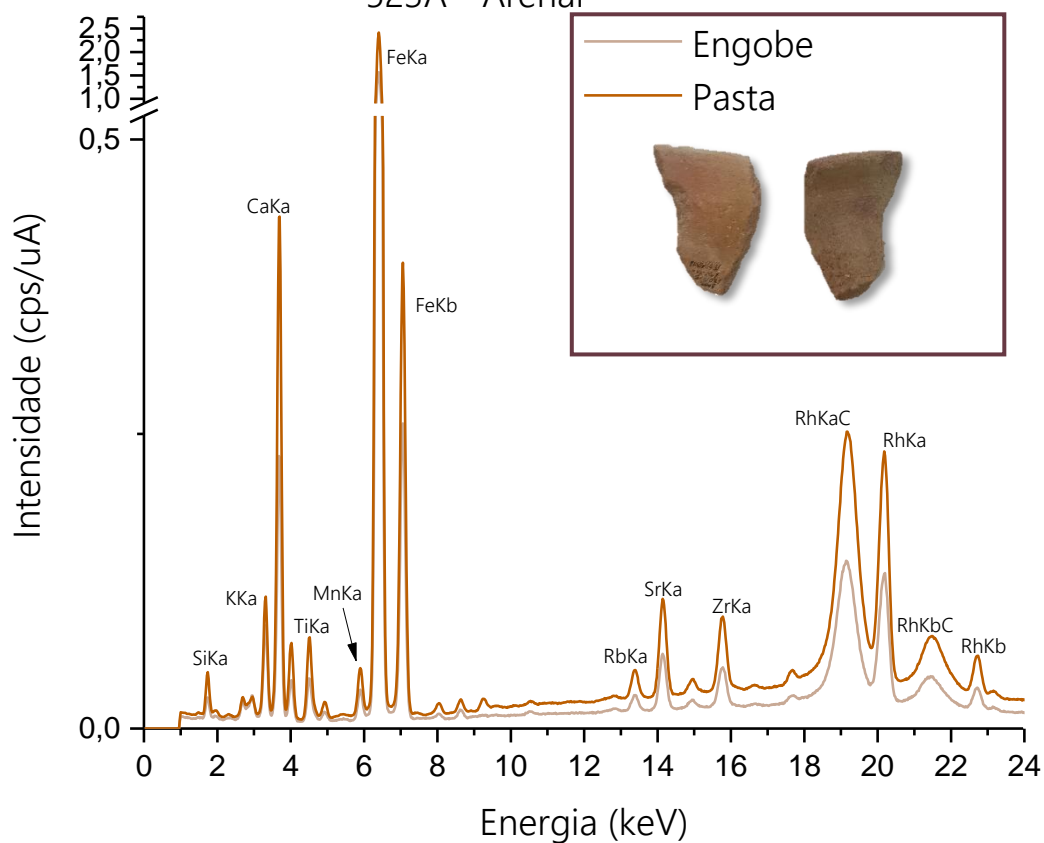 Engobe
Pasta
2,5
2,0
1,5
1,0
0,5
0,0
Intensidade (cps/uA)
FeKa
CaKa
FeKb
KKa
MnKa
TiKa
SiKa
RbKa
SrKa
ZrKa
RhKaC
RhKa
RhKbC
RhKb
0 2 4 6 8 10 12 14 16 18 20 22 24
Energia (keV)